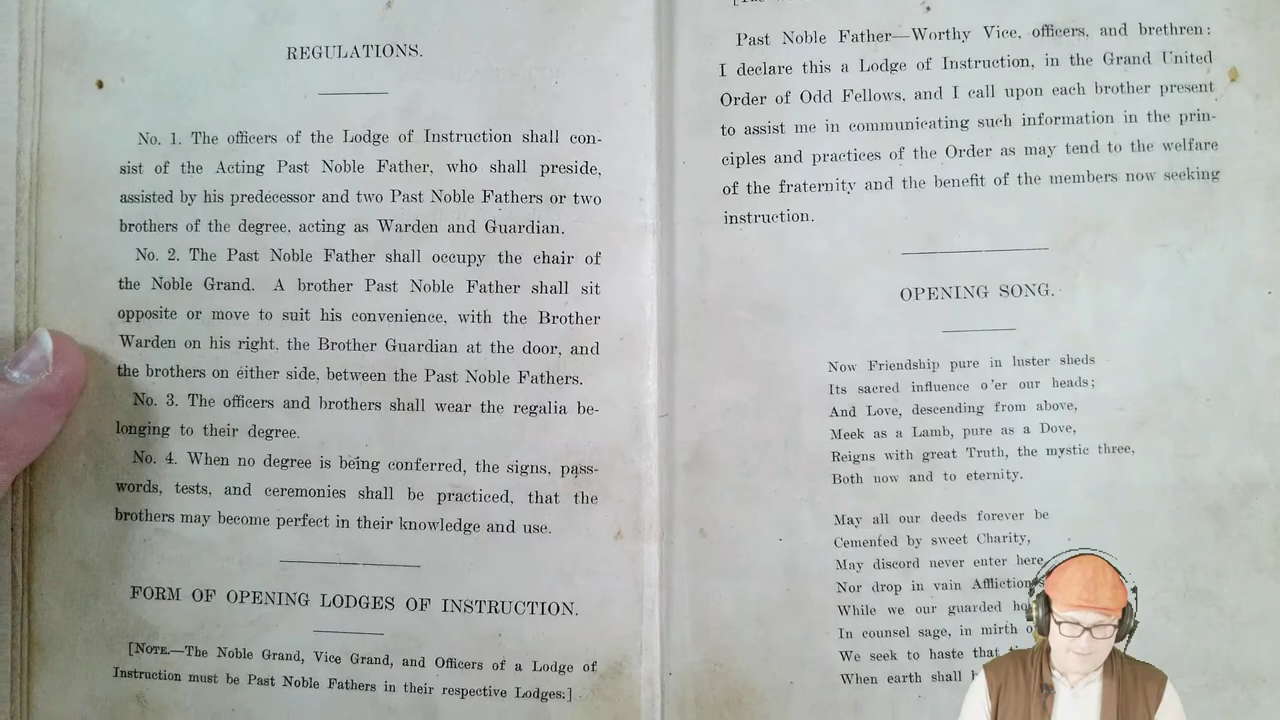 REGULATIONS.
No. 1. The officers of the Lodge of Instruction shall con-
sist of the Acting Past Noble Father, who shall preside,
assisted by his predecessor and two Past Noble Fathers or two
brothers of the degree, acting as Warden and Guardian.
No. 2. The Past Noble Father shall occupy the chair of
the Noble Grand. A brother Past Noble Father shall sit
opposite or move to suit his convenience, with the Brother
Warden on his right, the Brother Guardian at the door, and
the brothers on either side, between the Past Noble Fathers.
No. 3. The officers and brothers shall wear the regalia be-
longing to their degree.
No. 4. When no degree is being conferred, the signs, pass-
words, tests, and ceremonies shall be practiced, that the
brothers may become perfect in their knowledge and use.
FORM OF OPENING LODGES OF INSTRUCTION.
[NOTE.—The Noble Grand, Vice Grand, and Officers of a Lodge of
Instruction must be Past Noble Fathers in their respective Lodges.]
Past Noble Father—Worthy Vice, officers, and brethren:
I declare this a Lodge of Instruction, in the Grand United
Order of Odd Fellows, and I call upon each brother present
to assist me in communicating such information in the prin-
ciples and practices of the Order as may tend to the welfare
of the fraternity and the benefit of the members now seeking
instruction.
OPENING SONG.
Now Friendship pure in luster sheds
Its sacred influence o'er our heads;
And Love, descending from above,
Meek as a Lamb, pure as a Dove,
Reigns with great Truth, the mystic three,
Both now and to eternity.
May all our deeds forever be
Cemented by sweet Charity,
May discord never enter here
Nor drop in vain Affliction's
While we our guarded
In counsel sage, in mirth
We seek to haste that
When earth shall